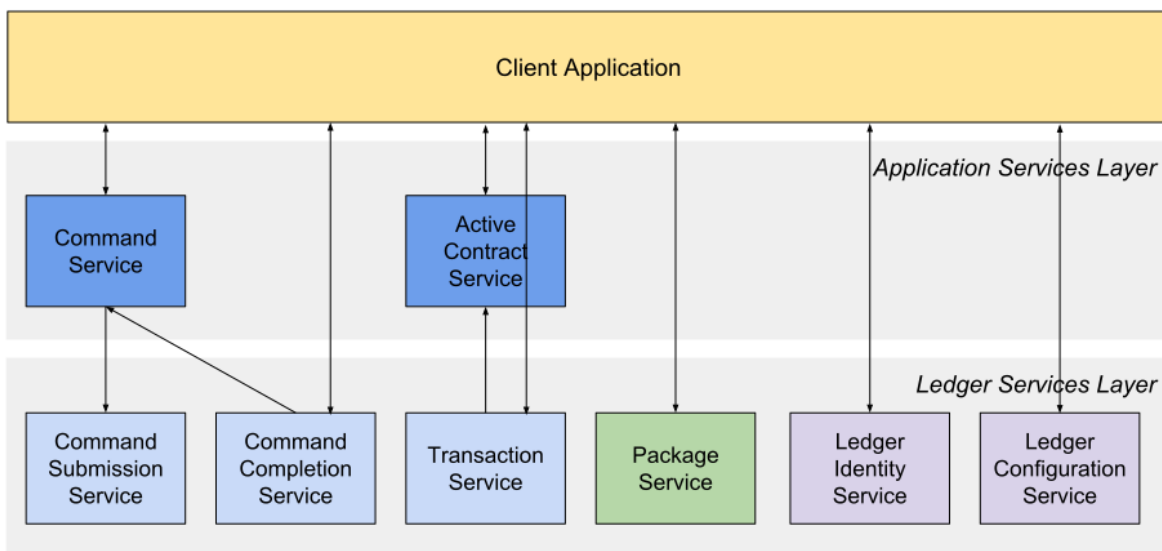 Client Application
Application Services Layer
Command
Service
Active
Contract
Service
Ledger Services Layer
Command
Submission
Service
Command
Completion
Service
Transaction
Service
Package
Service
Ledger
Identity
Service
Ledger
Configuration
Service